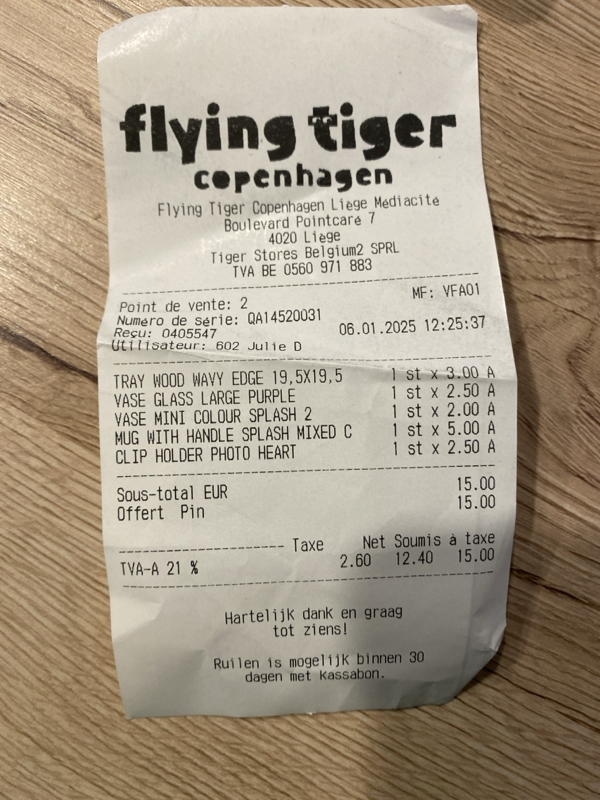 flying tiger
copenhagen
Flying Tiger Copenhagen Liège Médiacité
Boulevard Poincaré 7
4020 Liège
Tiger Stores Belgium2 SPRL
TVA BE 0560 971 883
Point de vente: 2 MF: VFA01
Numéro de série: QA14520031
Reçu: 0405547 06.01.2025 12:25:37
Utilisateur: 602 Julie D
TRAY WOOD WAVY EDGE 19,5X19,5 1 st x 3.00 A
VASE GLASS LARGE PURPLE 1 st x 2.50 A
VASE MINI COLOUR SPLASH 2 1 st x 2.00 A
MUG WITH HANDLE SPLASH MIXED C 1 st x 5.00 A
CLIP HOLDER PHOTO HEART 1 st x 2.50 A
Sous-total EUR 15.00
Offert Pin 15.00
Taxe Net Soumis à taxe
TVA-A 21 % 2.60 12.40 15.00
Hartelijk dank en graag
tot ziens!
Ruilen is mogelijk binnen 30
dagen met kassabon.